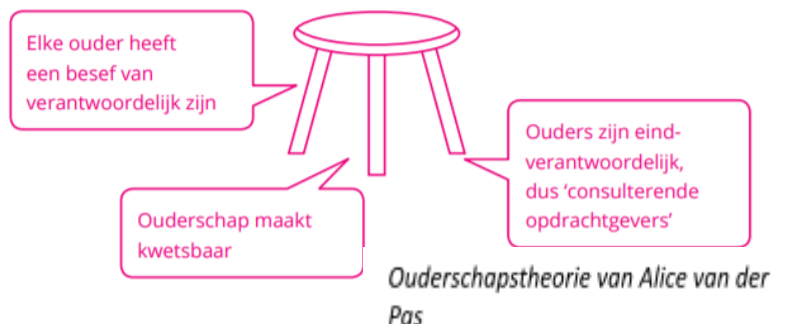 Elke ouder heeft
een besef van
verantwoordelijk zijn
Ouders zijn eind-
verantwoordelijk,
dus ‘consulterende
opdrachtgevers’
Ouderschap maakt
kwetsbaar
Ouderschapstheorie van Alice van der
Pas